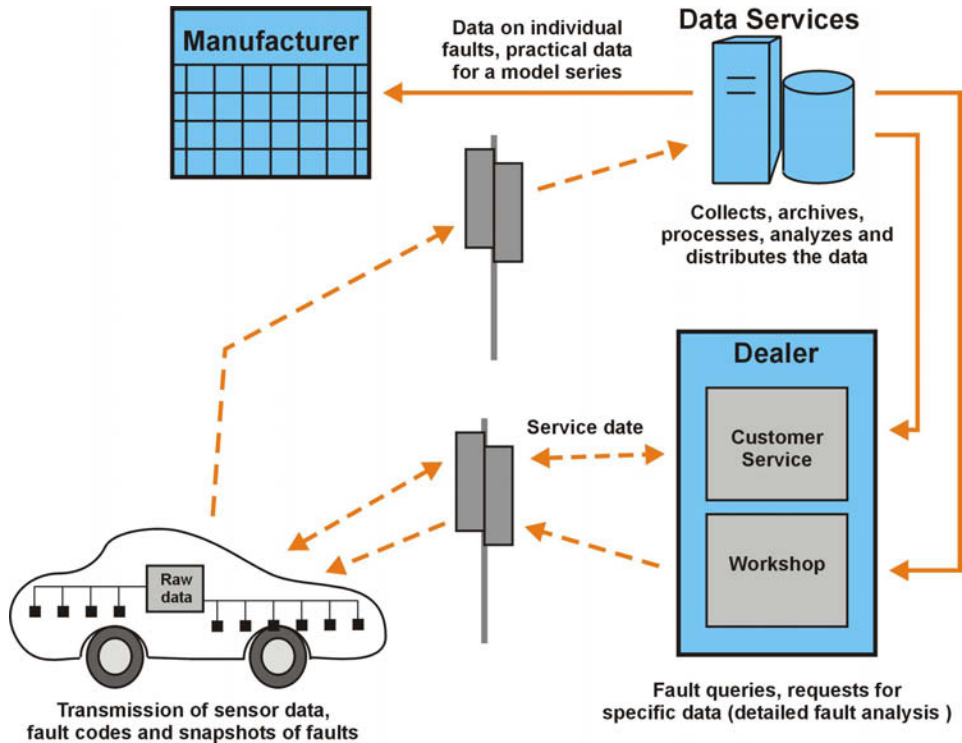 Manufacturer
Data on individual
faults, practical data
for a model series
Data Services
Collects, archives,
processes, analyzes and
distributes the data
Dealer
Customer
Service
Workshop
Service date
Raw
data
Transmission of sensor data,
fault codes and snapshots of faults
Fault queries, requests for
specific data (detailed fault analysis )